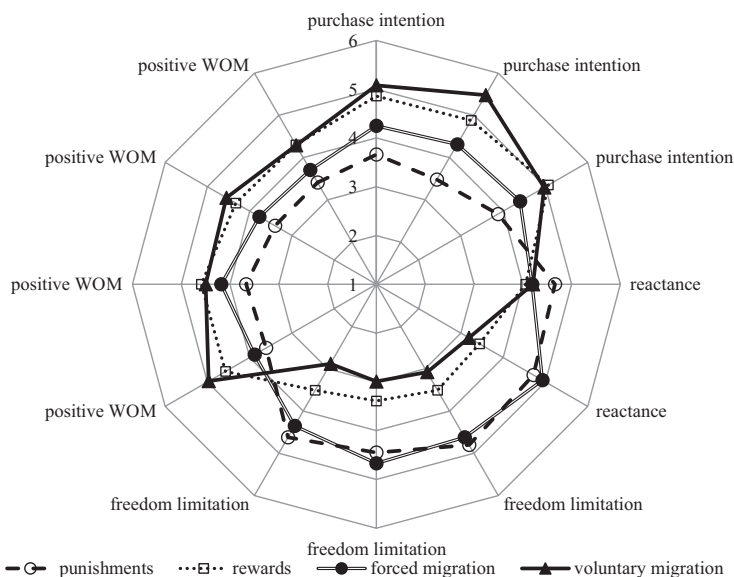 purchase intention
6
positive WOM
purchase intention
5
4
positive WOM
purchase intention
3
2
positive WOM
1
reactance
positive WOM
reactance
freedom limitation
freedom limitation
freedom limitation
punishments
rewards
forced migration
voluntary migration